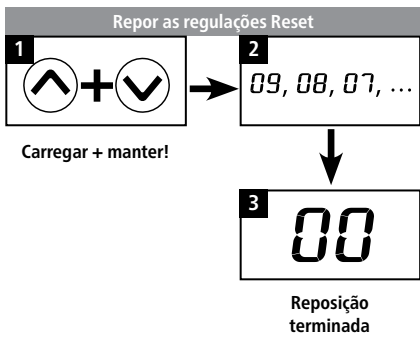 Repor as regulações Reset
1
+
Carregar + manter!
2
09, 08, 07, ...
3
00
Reposição
terminada